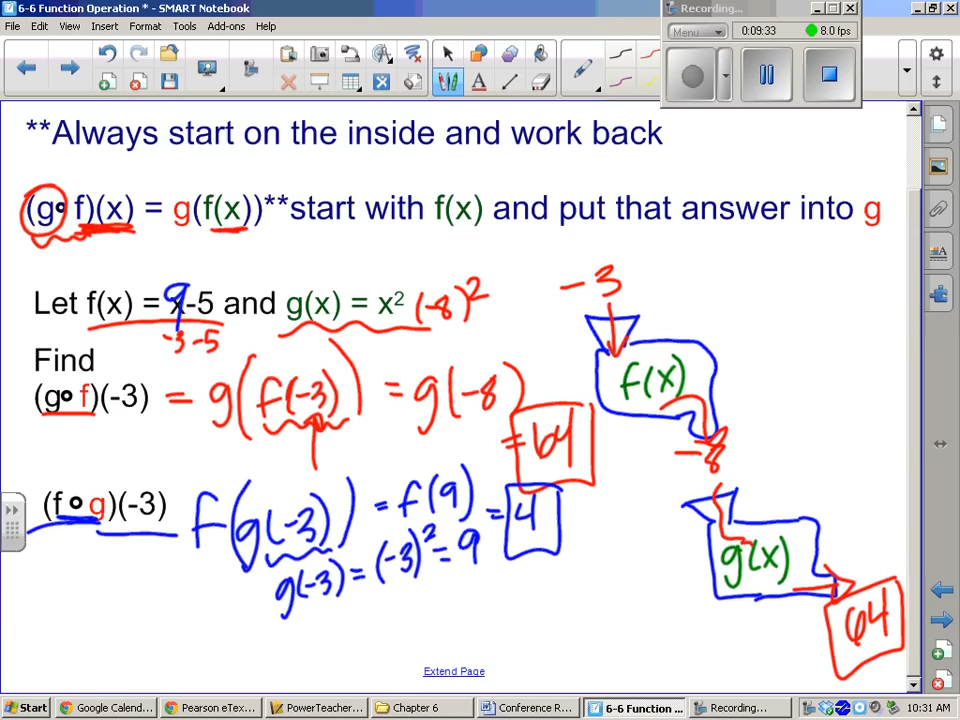 6-6 Function Operation * - SMART Notebook
Recording...
File Edit View Insert Format Tools Add-ons Help
Menu 0:09:33 8.0 fps
**Always start on the inside and work back
(g∘f)(x) = g(f(x))**start with f(x) and put that answer into g
Let f(x) = x-5 and g(x) = x² (-8)²
9
-3 -5
-3
Find
(g∘f)(-3) = g(f(-3)) = g(-8)
= 64
f(x)
-8
(f∘g)(-3) f(g(-3)) = f(9) = 4
g(-3) = (-3)² = 9
g(x)
64
Extend Page
Start Google Calend... Pearson eTex... PowerTeacher... Chapter 6 Conference R... 6-6 Function ... Recording... 10:31 AM